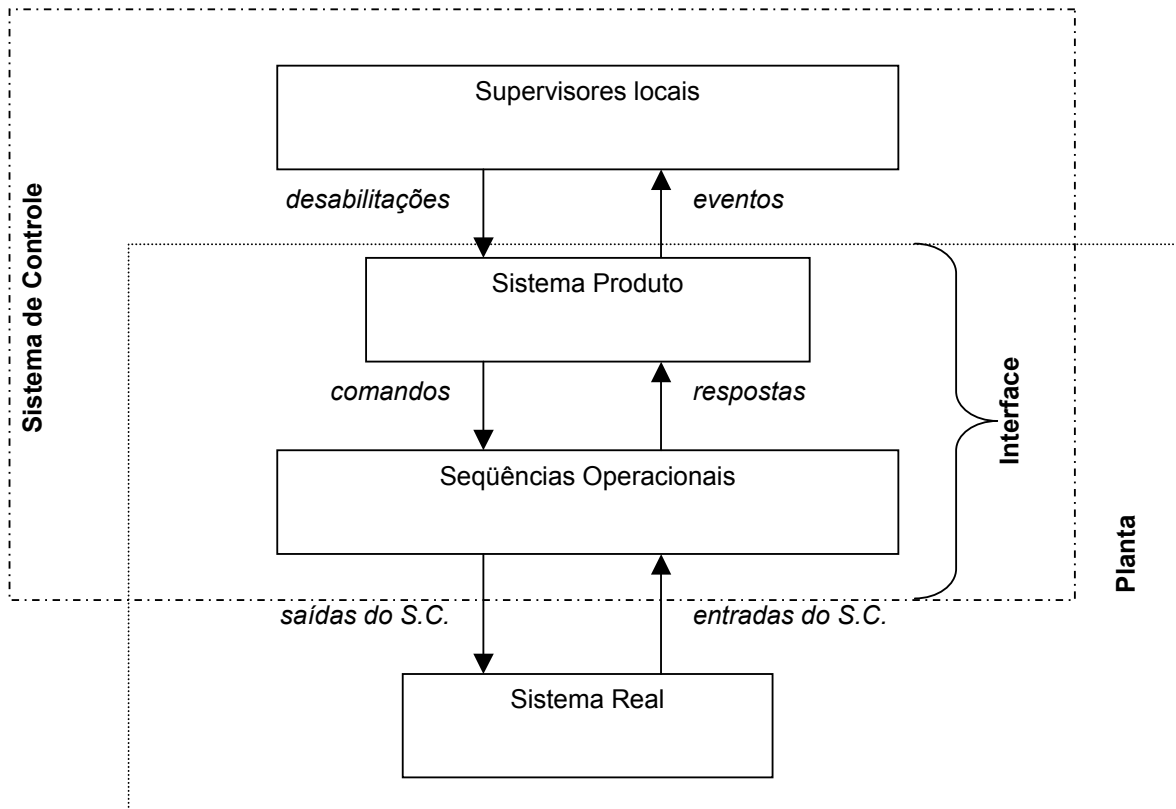 Supervisores locais
desabilitações
eventos
Sistema de Controle
Sistema Produto
comandos
respostas
Interface
Seqüências Operacionais
Planta
saídas do S.C.
entradas do S.C.
Sistema Real